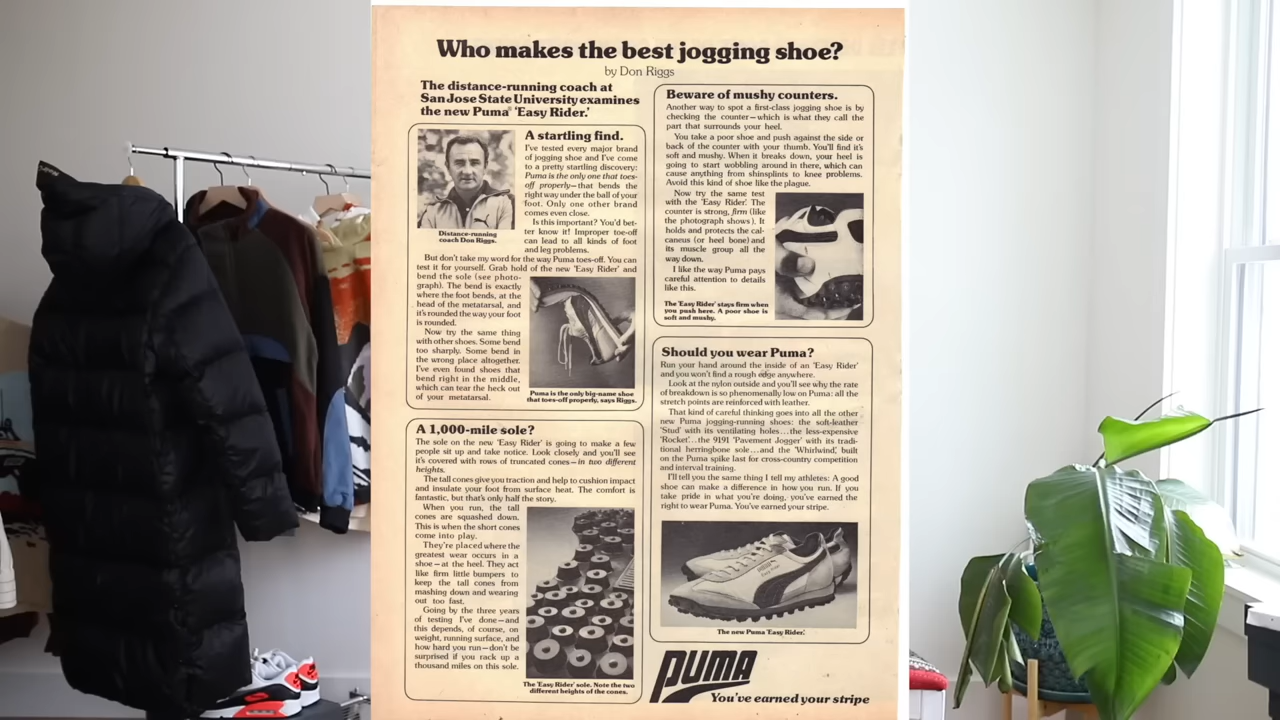 Who makes the best jogging shoe?
by Don Riggs
The distance-running coach at
San Jose State University examines
the new Puma® 'Easy Rider.'
A startling find.
I've tested every major brand
of jogging shoe and I've come
to a pretty startling discovery:
Puma is the only one that toes-
off properly—that bends the
right way under the ball of your
foot. Only one other brand
comes even close.
Is this important? You'd bet-
ter know it! Improper toe-off
can lead to all kinds of foot
and leg problems.
Distance-running
coach Don Riggs.
But don't take my word for the way Puma toes-off. You can
test it for yourself. Grab hold of the new 'Easy Rider' and
bend the sole (see photo-
graph). The bend is exactly
where the foot bends, at the
head of the metatarsal, and
it's rounded the way your foot
is rounded.
Now try the same thing
with other shoes. Some bend
too sharply. Some bend in
the wrong place altogether.
I've even found shoes that
bend right in the middle,
which can tear the heck out
of your metatarsal.
Puma is the only big-name shoe
that toes-off properly, says Riggs.
A 1,000-mile sole?
The sole on the new 'Easy Rider' is going to make a few
people sit up and take notice. Look closely and you'll see
it's covered with rows of truncated cones—in two different
heights.
The tall cones give you traction and help to cushion impact
and insulate your foot from surface heat. The comfort is
fantastic, but that's only half the story.
When you run, the tall
cones are squashed down.
This is when the short cones
come into play.
They're placed where the
greatest wear occurs in a
shoe—at the heel. They act
like firm little bumpers to
keep the tall cones from
mashing down and wearing
out too fast.
Going by the three years
of testing I've done—and
this depends, of course, on
weight, running surface, and
how hard you run—don't be
surprised if you rack up a
thousand miles on this sole.
The 'Easy Rider' sole. Note the two
different heights of the cones.
Beware of mushy counters.
Another way to spot a first-class jogging shoe is by
checking the counter—which is what they call the
part that surrounds your heel.
You take a poor shoe and push against the side or
back of the counter with your thumb. You'll find it's
soft and mushy. When it breaks down, your heel is
going to start wobbling around in there, which can
cause anything from shinsplints to knee problems.
Avoid this kind of shoe like the plague.
Now try the same test
with the 'Easy Rider.' The
counter is strong, firm (like
the photograph shows). It
holds and protects the cal-
caneus (or heel bone) and
its muscle group all the
way down.
I like the way Puma pays
careful attention to details
like this.
The 'Easy Rider' stays firm when
you push here. A poor shoe is
soft and mushy.
Should you wear Puma?
Run your hand around the inside of an 'Easy Rider'
and you won't find a rough edge anywhere.
Look at the nylon outside and you'll see why the rate
of breakdown is so phenomenally low on Puma: all the
stretch points are reinforced with leather.
That kind of careful thinking goes into all the other
new Puma jogging-running shoes: the soft-leather
'Stud' with its ventilating holes...the less-expensive
'Rocket'...the 9191 'Pavement Jogger' with its tradi-
tional herringbone sole...and the 'Whirlwind,' built
on the Puma spike last for cross-country competition
and interval training.
I'll tell you the same thing I tell my athletes: A good
shoe can make a difference in how you run. If you
take pride in what you're doing, you've earned the
right to wear Puma. You've earned your stripe.
The new Puma 'Easy Rider.'
PUMA
You've earned your stripe